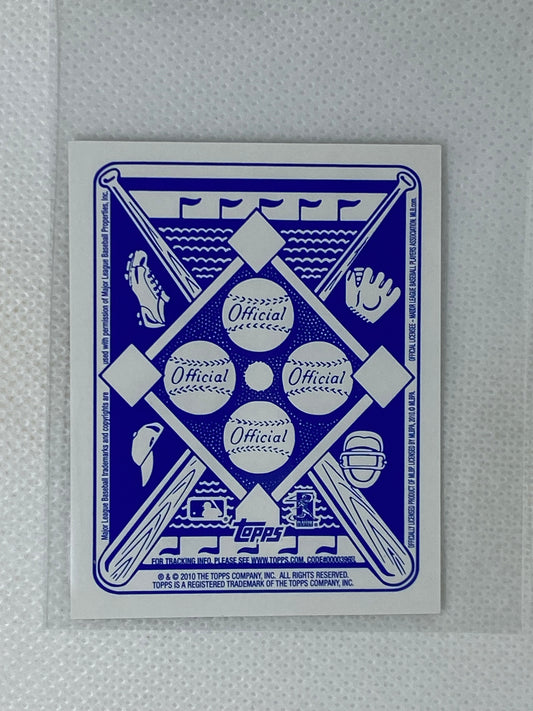 Official
Official
Official
Official
TOPPS
FOR TRACKING INFO. PLEASE SEE WWW.TOPPS.COM. CODE#00003993
® & © 2010 THE TOPPS COMPANY, INC. ALL RIGHTS RESERVED.
TOPPS IS A REGISTERED TRADEMARK OF THE TOPPS COMPANY, INC.
Major League Baseball trademarks and copyrights are used with permission of Major League Baseball Properties, Inc.
OFFICIAL LICENSEE – MAJOR LEAGUE BASEBALL PLAYERS ASSOCIATION. MLB.com.
OFFICIALLY LICENSED PRODUCT OF MLBP. LICENSED BY MLBPA, 2010. © MLBPA.